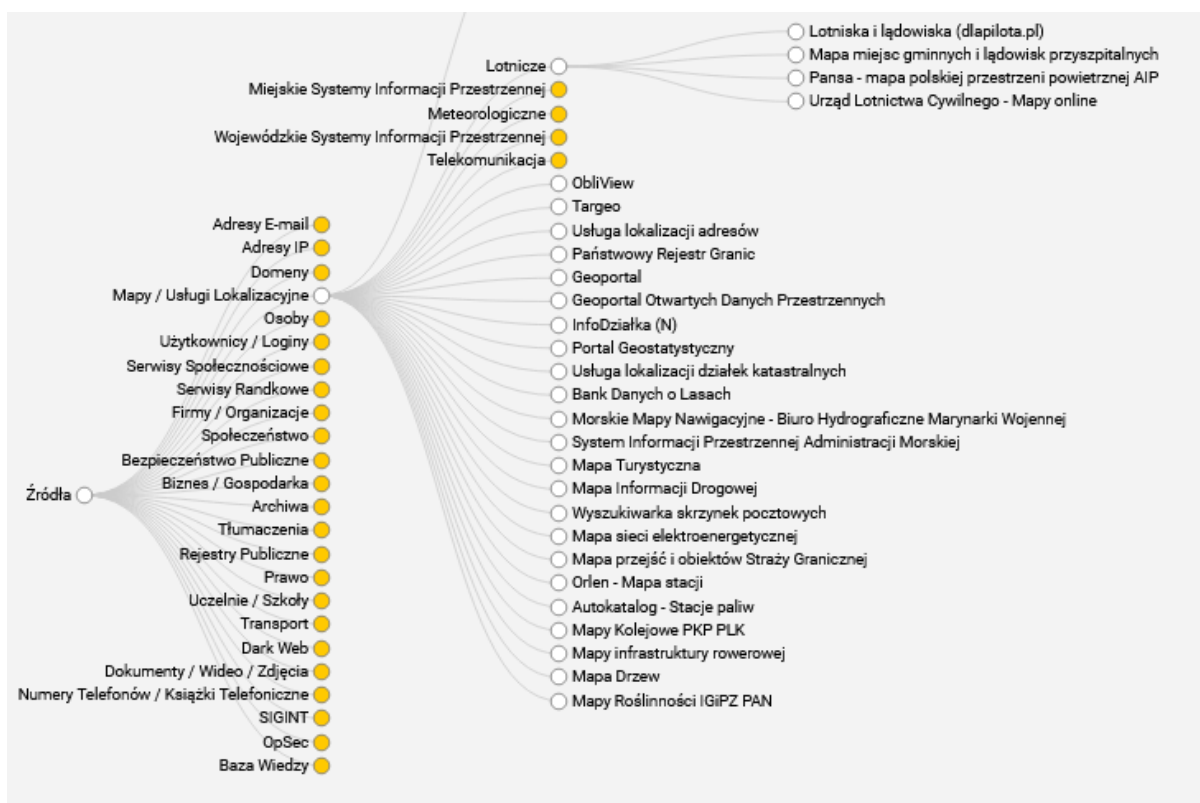 Lotniska i lądowiska (dlapilota.pl)
Mapa miejsc gminnych i lądowisk przyszpitalnych
Pansa - mapa polskiej przestrzeni powietrznej AIP
Urząd Lotnictwa Cywilnego - Mapy online
Lotnicze
Miejskie Systemy Informacji Przestrzennej
Meteorologiczne
Wojewódzkie Systemy Informacji Przestrzennej
Telekomunikacja
ObliView
Targeo
Usługa lokalizacji adresów
Państwowy Rejestr Granic
Geoportal
Geoportal Otwartych Danych Przestrzennych
InfoDziałka (N)
Portal Geostatystyczny
Usługa lokalizacji działek katastralnych
Bank Danych o Lasach
Morskie Mapy Nawigacyjne - Biuro Hydrograficzne Marynarki Wojennej
System Informacji Przestrzennej Administracji Morskiej
Mapa Turystyczna
Mapa Informacji Drogowej
Wyszukiwarka skrzynek pocztowych
Mapa sieci elektroenergetycznej
Mapa przejść i obiektów Straży Granicznej
Orlen - Mapa stacji
Autokatalog - Stacje paliw
Mapy Kolejowe PKP PLK
Mapy infrastruktury rowerowej
Mapa Drzew
Mapy Roślinności IGiPZ PAN
Adresy E-mail
Adresy IP
Domeny
Mapy / Usługi Lokalizacyjne
Osoby
Użytkownicy / Loginy
Serwisy Społecznościowe
Serwisy Randkowe
Firmy / Organizacje
Społeczeństwo
Bezpieczeństwo Publiczne
Biznes / Gospodarka
Archiwa
Tłumaczenia
Rejestry Publiczne
Prawo
Uczelnie / Szkoły
Transport
Dark Web
Dokumenty / Wideo / Zdjęcia
Numery Telefonów / Książki Telefoniczne
SIGINT
OpSec
Baza Wiedzy
Źródła